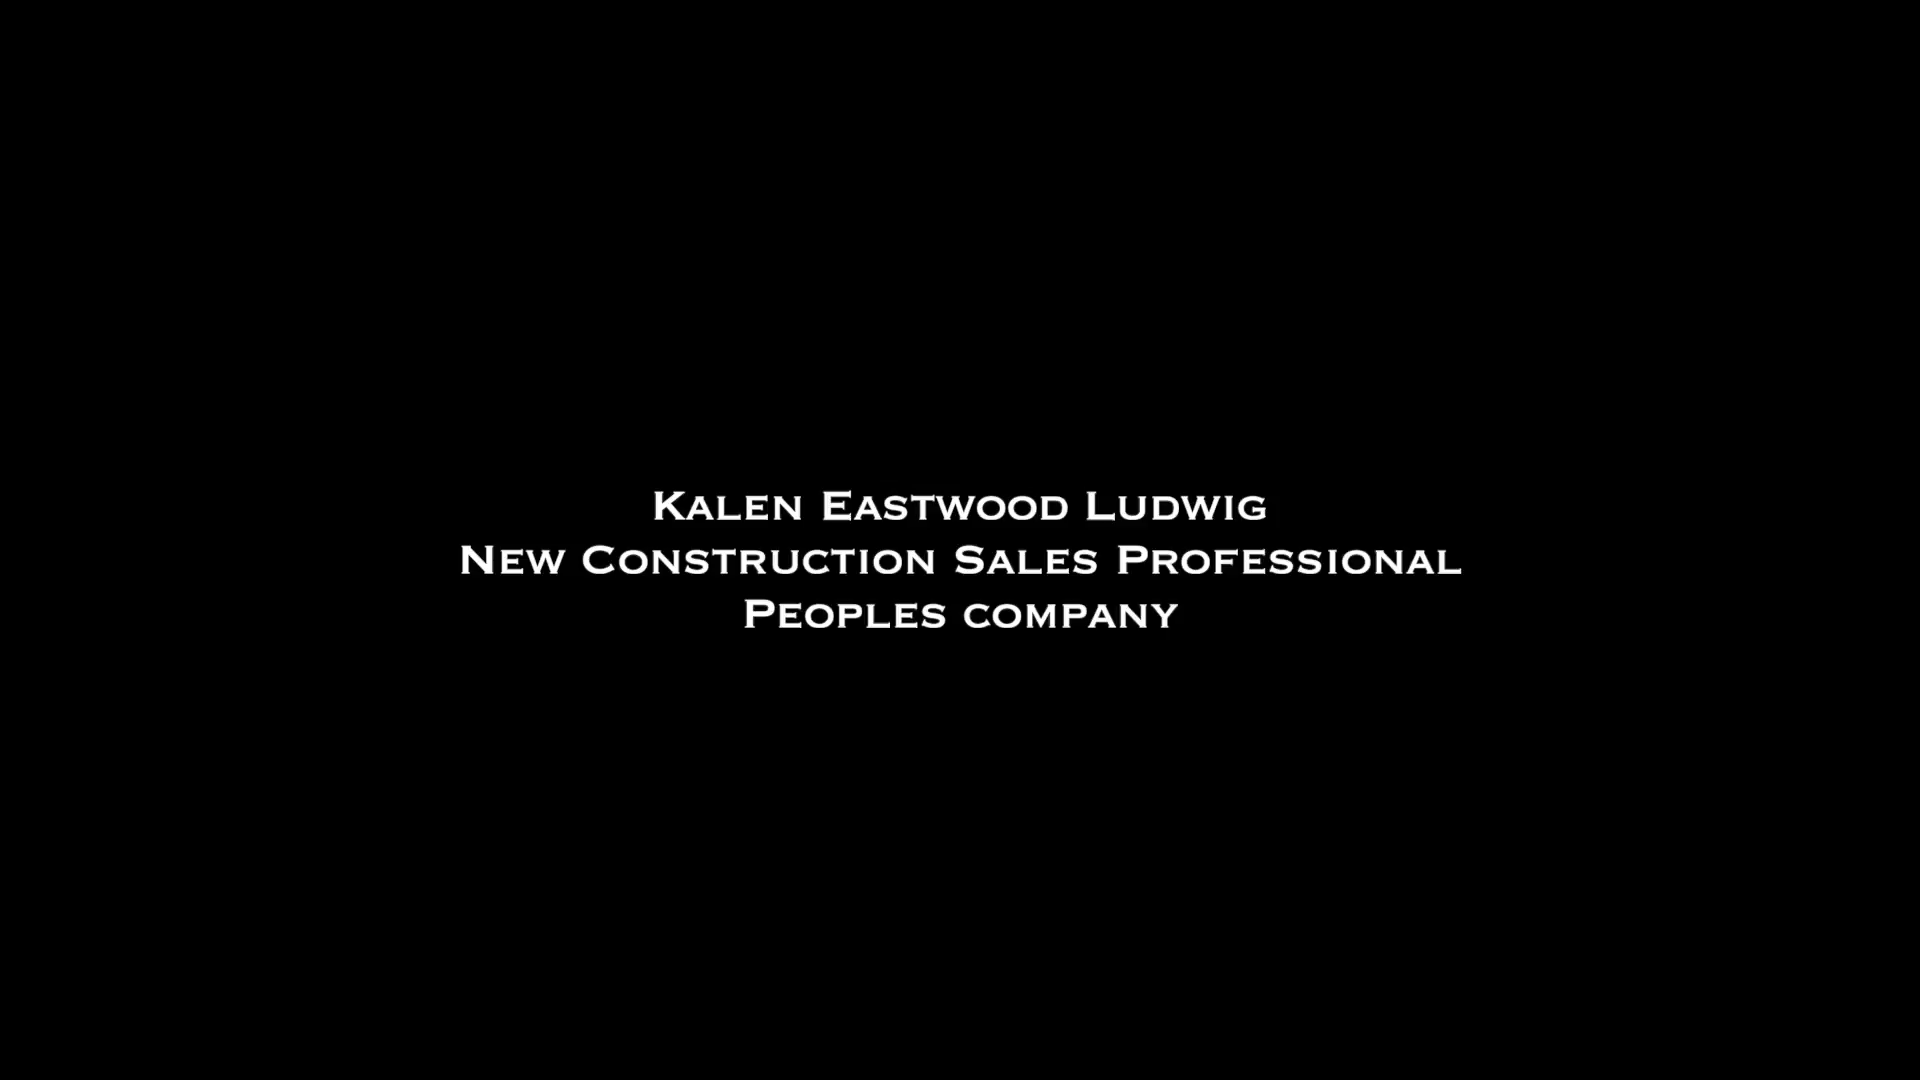 Kalen Eastwood Ludwig
New Construction Sales Professional
Peoples company